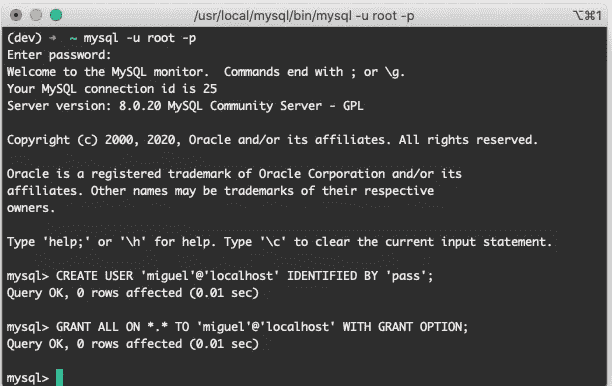 /usr/local/mysql/bin/mysql -u root -p
⌥⌘1
(dev) ➜ ~ mysql -u root -p
Enter password:
Welcome to the MySQL monitor.  Commands end with ; or \g.
Your MySQL connection id is 25
Server version: 8.0.20 MySQL Community Server - GPL
Copyright (c) 2000, 2020, Oracle and/or its affiliates. All rights reserved.
Oracle is a registered trademark of Oracle Corporation and/or its
affiliates. Other names may be trademarks of their respective
owners.
Type 'help;' or '\h' for help. Type '\c' to clear the current input statement.
mysql> CREATE USER 'miguel'@'localhost' IDENTIFIED BY 'pass';
Query OK, 0 rows affected (0.01 sec)
mysql> GRANT ALL ON *.* TO 'miguel'@'localhost' WITH GRANT OPTION;
Query OK, 0 rows affected (0.01 sec)
mysql>